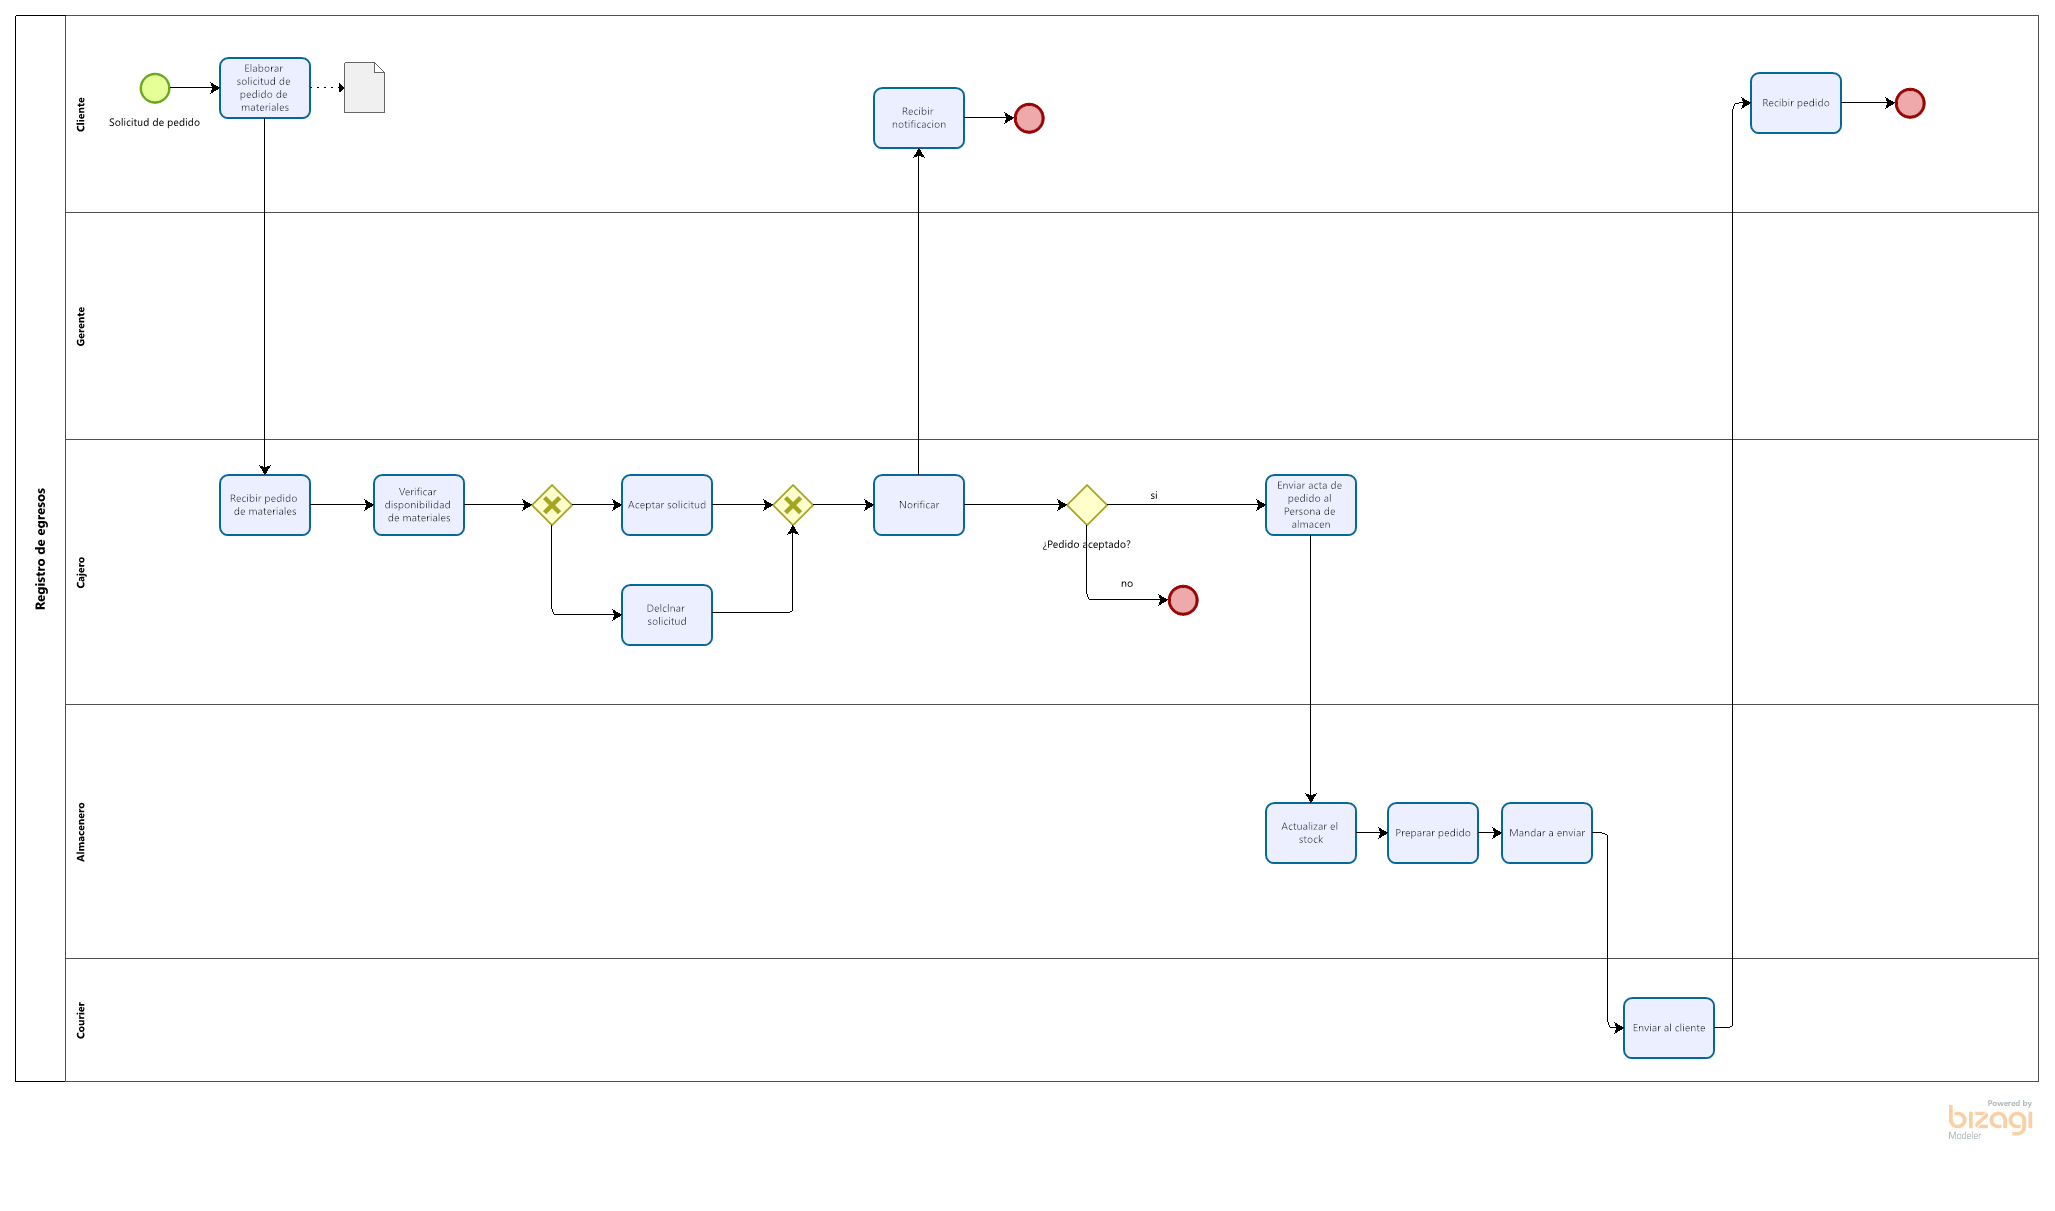 Registro de egresos
Cliente
Solicitud de pedido
Elaborar
solicitud de
pedido de
materiales
Recibir
notificacion
Recibir pedido
Gerente
Cajero
Recibir pedido
de materiales
Verificar
disponibilidad
de materiales
Aceptar solicitud
Delclnar
solicitud
Norificar
¿Pedido aceptado?
si
no
Enviar acta de
pedido al
Persona de
almacen
Almacenero
Actualizar el
stock
Preparar pedido
Mandar a enviar
Courier
Enviar al cliente
Powered by
bizagi
Modeler